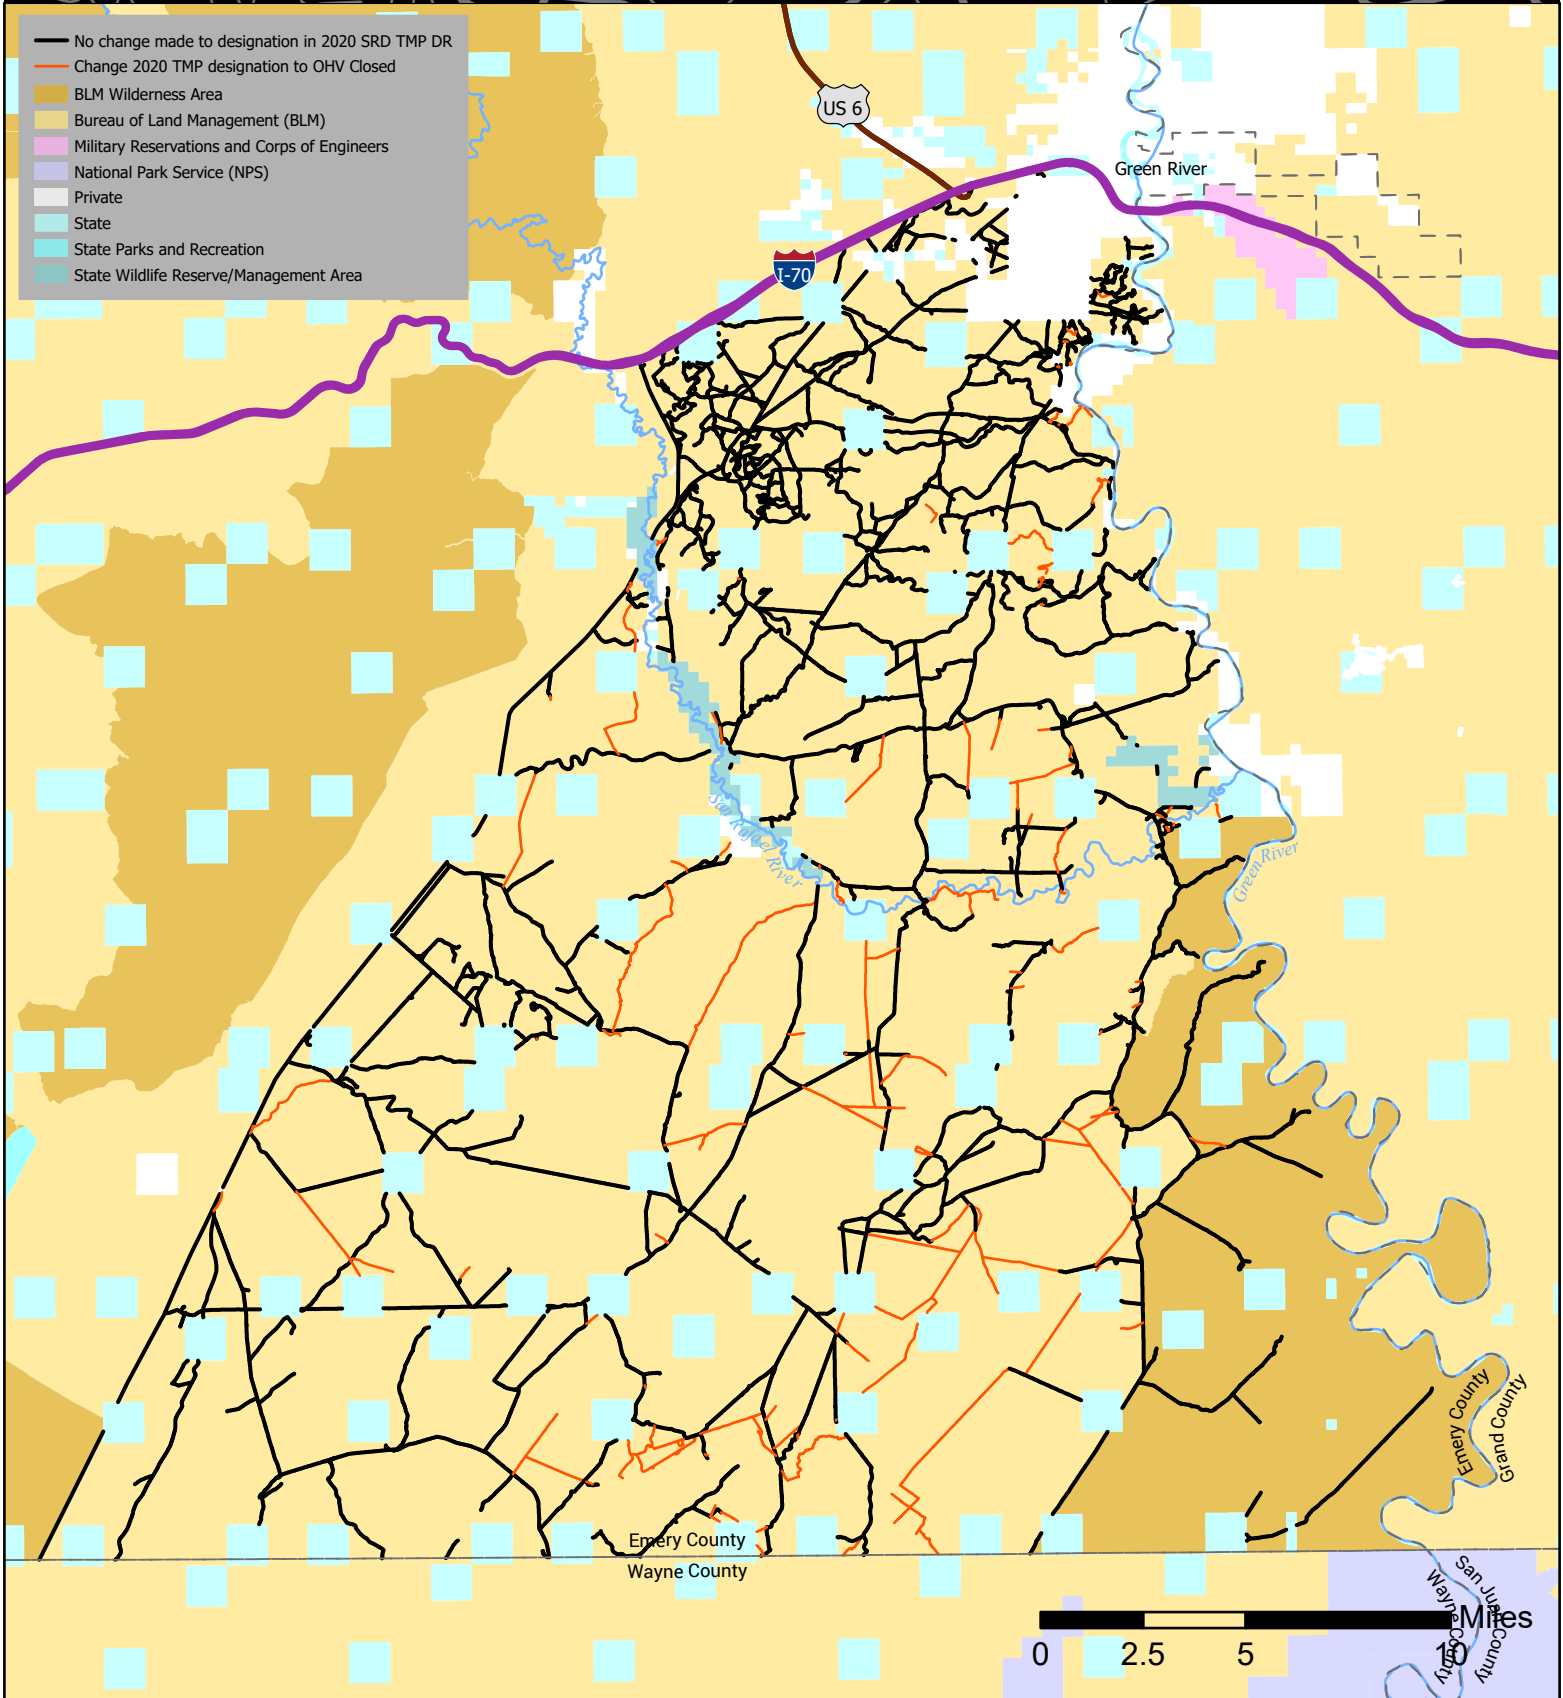 No change made to designation in 2020 SRD TMP DR
Change 2020 TMP designation to OHV Closed
BLM Wilderness Area
Bureau of Land Management (BLM)
Military Reservations and Corps of Engineers
National Park Service (NPS)
Private
State
State Parks and Recreation
State Wildlife Reserve/Management Area
US 6
Green River
I-70
San Rafael River
Green River
Emery County
Grand County
Emery County
Wayne County
San Juan County
Wayne County
Miles
0 2.5 5 10